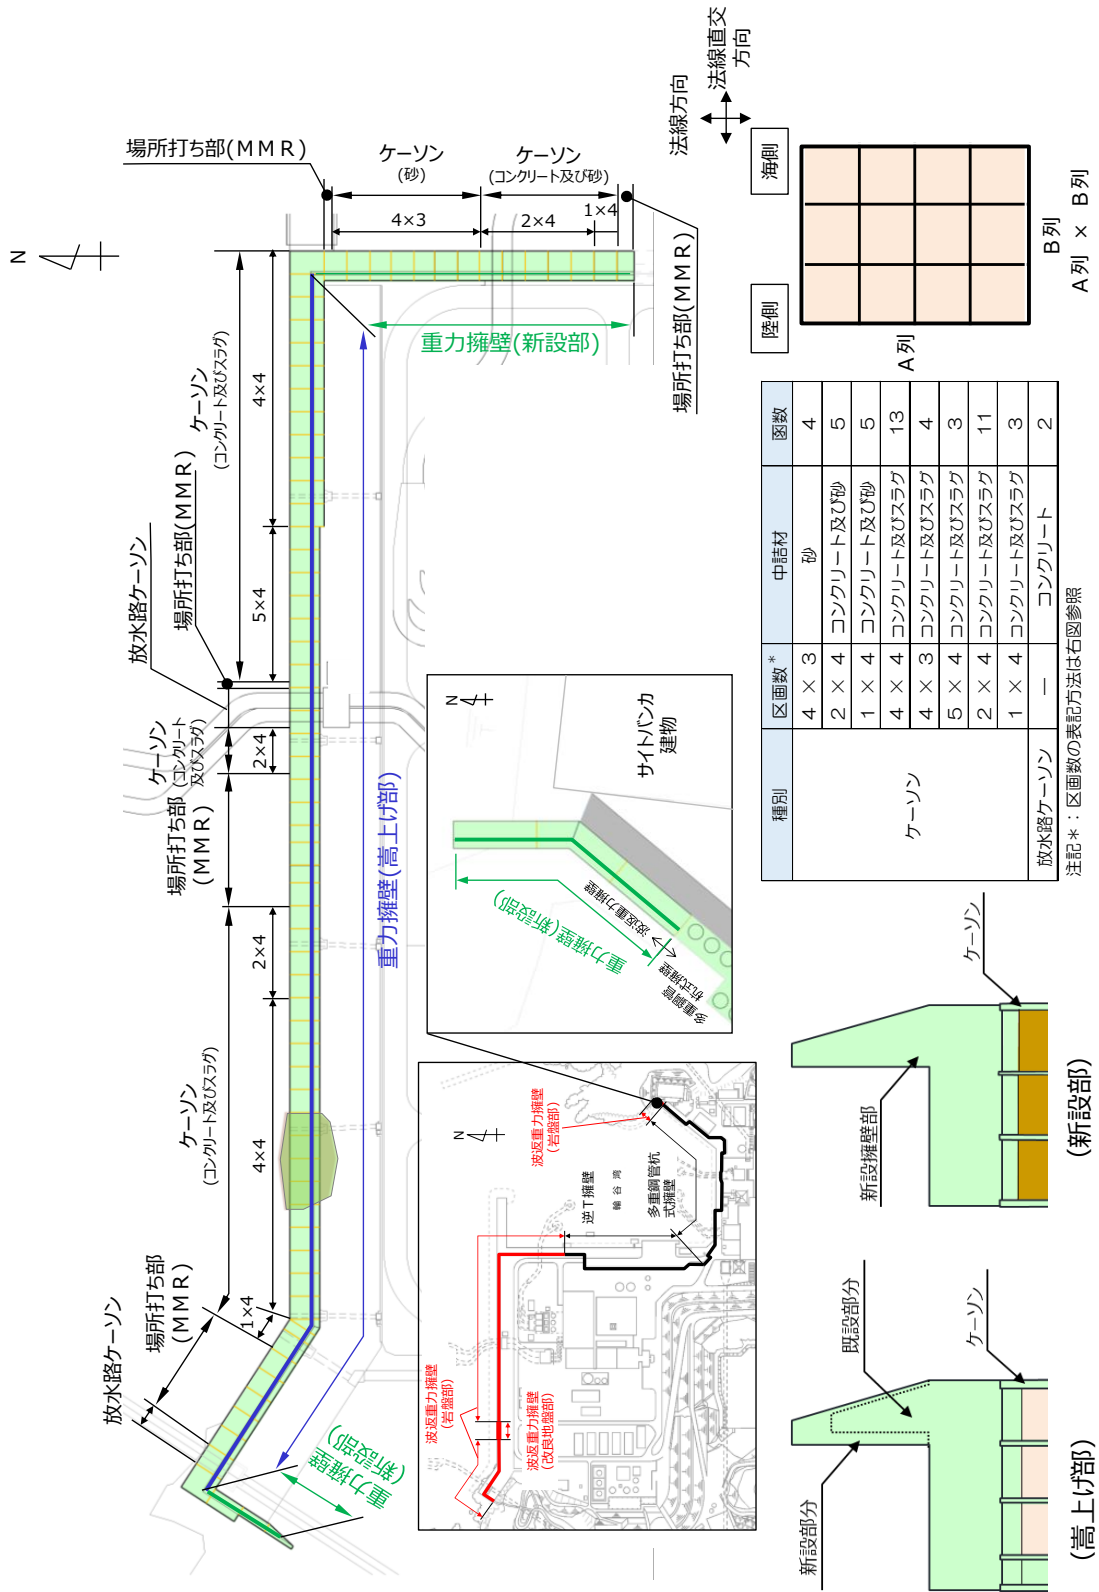 N
場所打ち部(MMR)
ケーソン
(砂)
ケーソン
(コンクリート及び砂)
4×3
2×4
1×4
場所打ち部(MMR)
重力擁壁(新設部)
ケーソン
(コンクリート及びスラグ)
4×4
5×4
場所打ち部(MMR)
放水路ケーソン
ケーソン
(コンクリート
及びスラグ)
2×4
場所打ち部
(MMR)
重力擁壁(嵩上げ部)
2×4
ケーソン
(コンクリート及びスラグ)
4×4
1×4
場所打ち部
(MMR)
放水路ケーソン
重力擁壁
(新設部)
N
サイトバンカ
建物
重力擁壁(新設部)
波返重力擁壁
多重鋼管
杭式擁壁
N
波返重力擁壁
(岩盤部)
逆T擁壁
輪谷湾
多重鋼管杭
式擁壁
波返重力擁壁
(岩盤部)
波返重力擁壁
(改良地盤部)
法線方向
法線直交
方向
陸側
海側
A列
B列
A列 × B列
種別 区画数* 中詰材 函数
ケーソン 4 × 3 砂 4
2 × 4 コンクリート及び砂 5
1 × 4 コンクリート及び砂 5
4 × 4 コンクリート及びスラグ 13
4 × 3 コンクリート及びスラグ 4
5 × 4 コンクリート及びスラグ 3
2 × 4 コンクリート及びスラグ 11
1 × 4 コンクリート及びスラグ 3
放水路ケーソン ― コンクリート 2
注記*：区画数の表記方法は右図参照
新設部分
既設部分
ケーソン
(嵩上げ部)
新設擁壁部
ケーソン
(新設部)